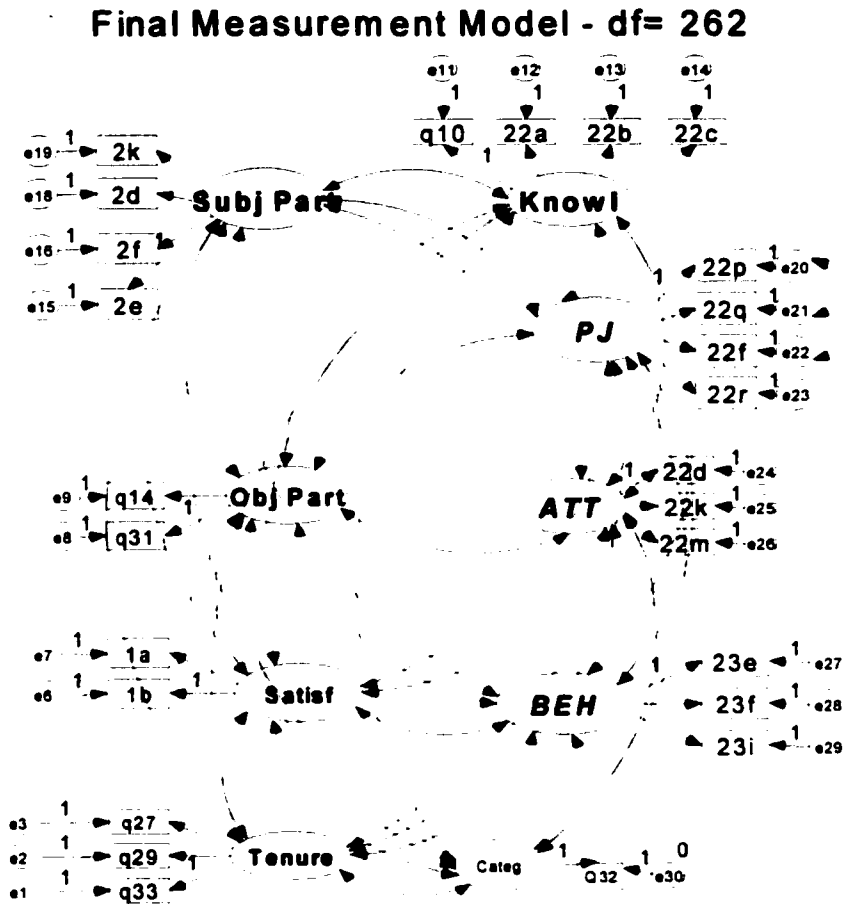 Final Measurement Model - df= 262
e11 e12 e13 e14
1 1 1 1
q10 22a 22b 22c
1
e19 1 2k
e18 1 2d
e16 1 2f 1
e15 1 2e
Subj Part
Knowl
PJ
1 22p 1 e20
22q 1 e21
22f 1 e22
22r 1 e23
e9 1 q14
e8 1 q31
1
Obj Part
ATT
1 22d 1 e24
22k 1 e25
22m 1 e26
e7 1 1a
e6 1 1b 1
Satisf
BEH
1 23e 1 e27
23f 1 e28
23i 1 e29
e3 1 q27
e2 1 q29
e1 1 q33
1
Tenure
Categ
1 Q32 1 e30 0